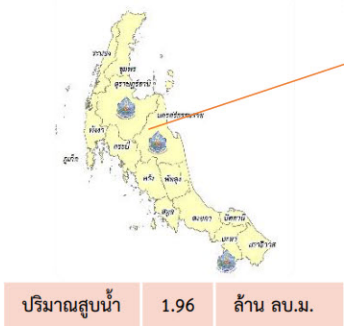 ระนอง
ชุมพร
สุราษฎร์ธานี
นครศรีธรรมราช
พังงา
กระบี่
ภูเก็ต
ตรัง
พัทลุง
สตูล
สงขลา
ปัตตานี
ยะลา
นราธิวาส
ปริมาณสูบน้ำ 1.96 ล้าน ลบ.ม.